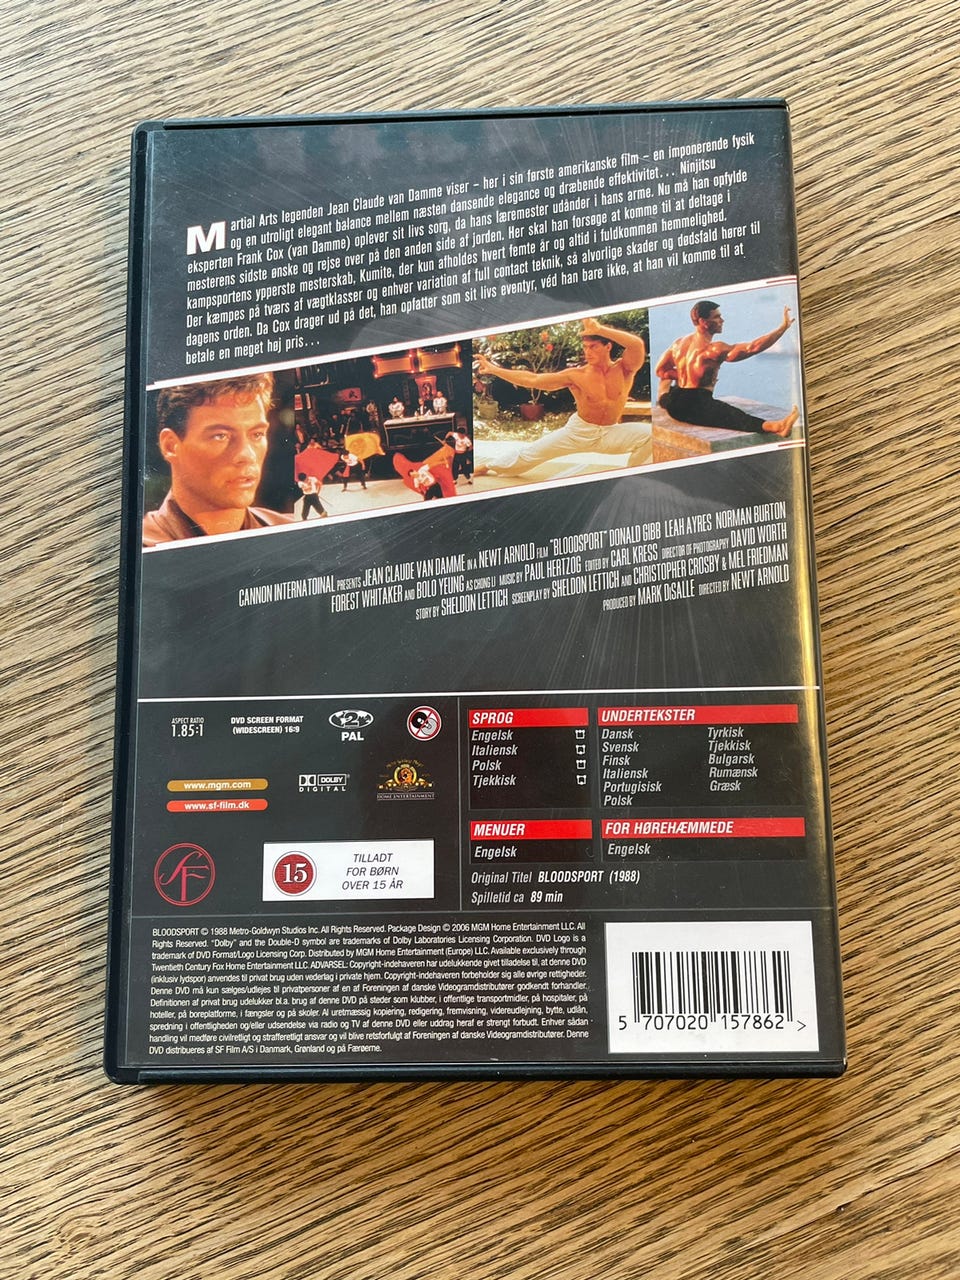 Martial Arts legenden Jean Claude van Damme viser – her i sin første amerikanske film – en imponerende fysik
og en utroligt elegant balance mellem næsten dansende elegance og dræbende effektivitet... Ninjitsu
eksperten Frank Cox (van Damme) oplever sit livs sorg, da hans læremester udånder i hans arme. Nu må han opfylde
mesterens sidste ønske og rejse over på den anden side af jorden. Her skal han forsøge at komme til at deltage i
kampsportens ypperste mesterskab, Kumite, der kun afholdes hvert femte år og altid i fuldkommen hemmelighed.
Der kæmpes på tværs af vægtklasser og enhver variation af full contact teknik, så alvorlige skader og dødsfald hører til
dagens orden. Da Cox drager ud på det, han opfatter som sit livs eventyr, véd han bare ikke, at han vil komme til at
betale en meget høj pris...
CANNON INTERNATOINAL PRESENTS JEAN CLAUDE VAN DAMME IN A NEWT ARNOLD FILM "BLOODSPORT" DONALD GIBB LEAH AYRES NORMAN BURTON
FOREST WHITAKER AND BOLO YEUNG AS CHONG LI MUSIC BY PAUL HERTZOG EDITED BY CARL KRESS DIRECTOR OF PHOTOGRAPHY DAVID WORTH
STORY BY SHELDON LETTICH SCREENPLAY BY SHELDON LETTICH AND CHRISTOPHER CROSBY & MEL FRIEDMAN
PRODUCED BY MARK DiSALLE DIRECTED BY NEWT ARNOLD
ASPECT RATIO
1.85:1
DVD SCREEN FORMAT
(WIDESCREEN) 16:9
2
PAL
www.mgm.com
www.sf-film.dk
DOLBY
DIGITAL
HOME ENTERTAINMENT
SF
15
TILLADT
FOR BØRN
OVER 15 ÅR
SPROG
Engelsk
Italiensk
Polsk
Tjekkisk
UNDERTEKSTER
Dansk
Svensk
Finsk
Italiensk
Portugisisk
Polsk
Tyrkisk
Tjekkisk
Bulgarsk
Rumænsk
Græsk
MENUER
Engelsk
FOR HØREHÆMMEDE
Engelsk
Original Titel BLOODSPORT (1988)
Spilletid ca 89 min
BLOODSPORT © 1988 Metro-Goldwyn Studios Inc. All Rights Reserved. Package Design © 2006 MGM Home Entertainment LLC. All
Rights Reserved. "Dolby" and the Double-D symbol are trademarks of Dolby Laboratories Licensing Corporation. DVD Logo is a
trademark of DVD Format/Logo Licensing Corp. Distributed by MGM Home Entertainment (Europe) LLC. Available exclusively through
Twentieth Century Fox Home Entertainment LLC. ADVARSEL: Copyright-indehaveren har udelukkende givet tilladelse til, at denne DVD
(inklusiv lydspor) anvendes til privat brug uden vederlag i private hjem. Copyright-indehaveren forbeholder sig alle øvrige rettigheder.
Denne DVD må kun sælges/udlejes til privatpersoner af en af Foreningen af danske Videogramdistributører godkendt forhandler.
Definitionen af privat brug udelukker bl.a. brug af denne DVD på steder som klubber, i offentlige transportmidler, på hospitaler, på
hoteller, på boreplatforme, i fængsler og på skoler. Al uretmæssig kopiering, redigering, fremvisning, videreudlejning, bytte, udlån,
spredning i offentligheden og/eller udsendelse via radio og TV af denne DVD eller uddrag heraf er strengt forbudt. Enhver sådan
handling vil medføre civilretligt og strafferetligt ansvar og vil blive retsforfulgt af Foreningen af danske Videogramdistributører. Denne
DVD distribueres af SF Film A/S i Danmark, Grønland og på Færøerne.
5 707020 157862 >